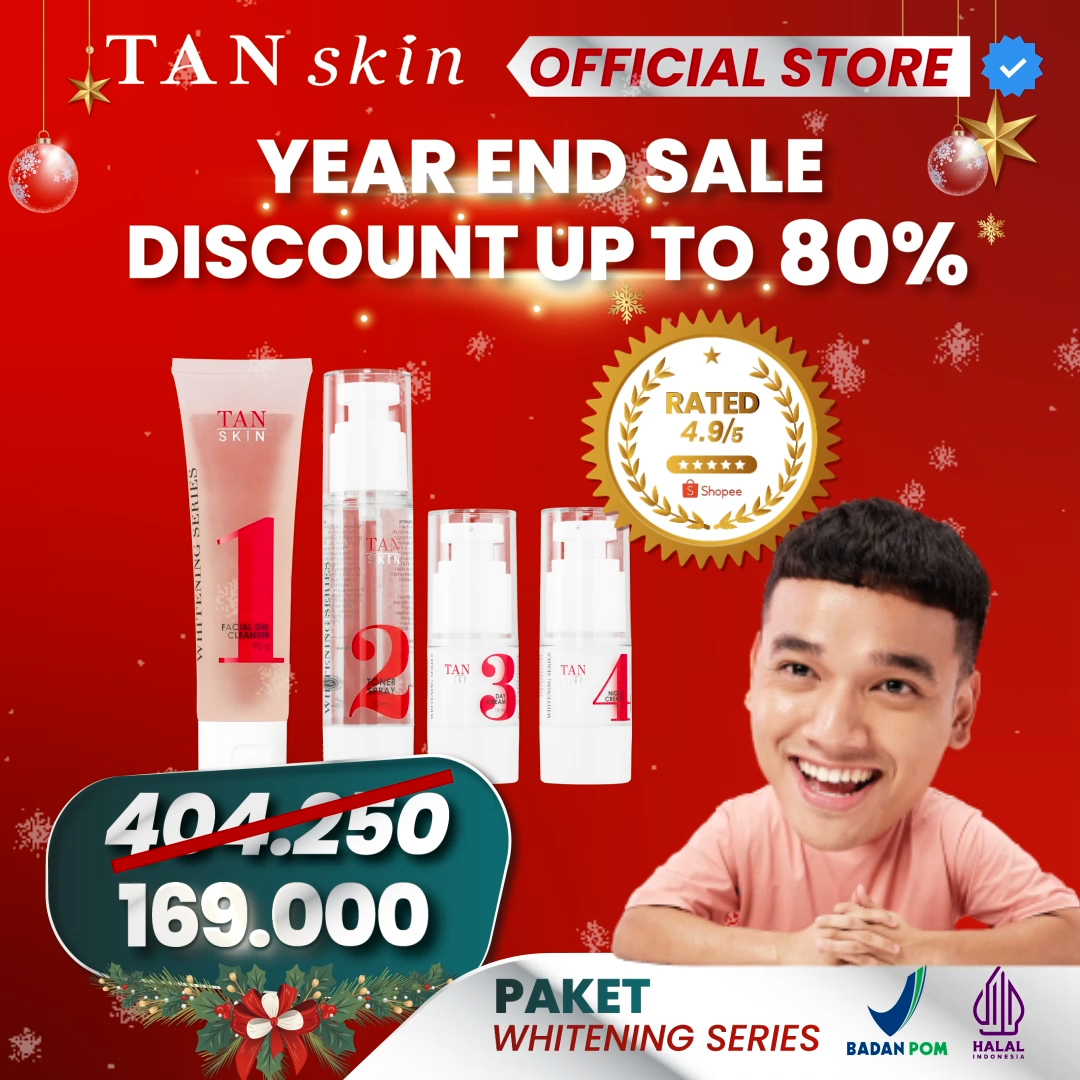 TAN skin
OFFICIAL STORE
YEAR END SALE
DISCOUNT UP TO 80%
RATED
4.9/5
Shopee
TAN
SKIN
WHITENING SERIES
1
FACIAL GEL
CLEANSER
TAN
SKIN
WHITENING SERIES
2
TONER
SPRAY
TAN
WHITENING SERIES
3
DAY
CREAM
TAN
WHITENING SERIES
4
NIGHT
CREAM
404.250
169.000
PAKET
WHITENING SERIES
BADAN POM
HALAL
INDONESIA